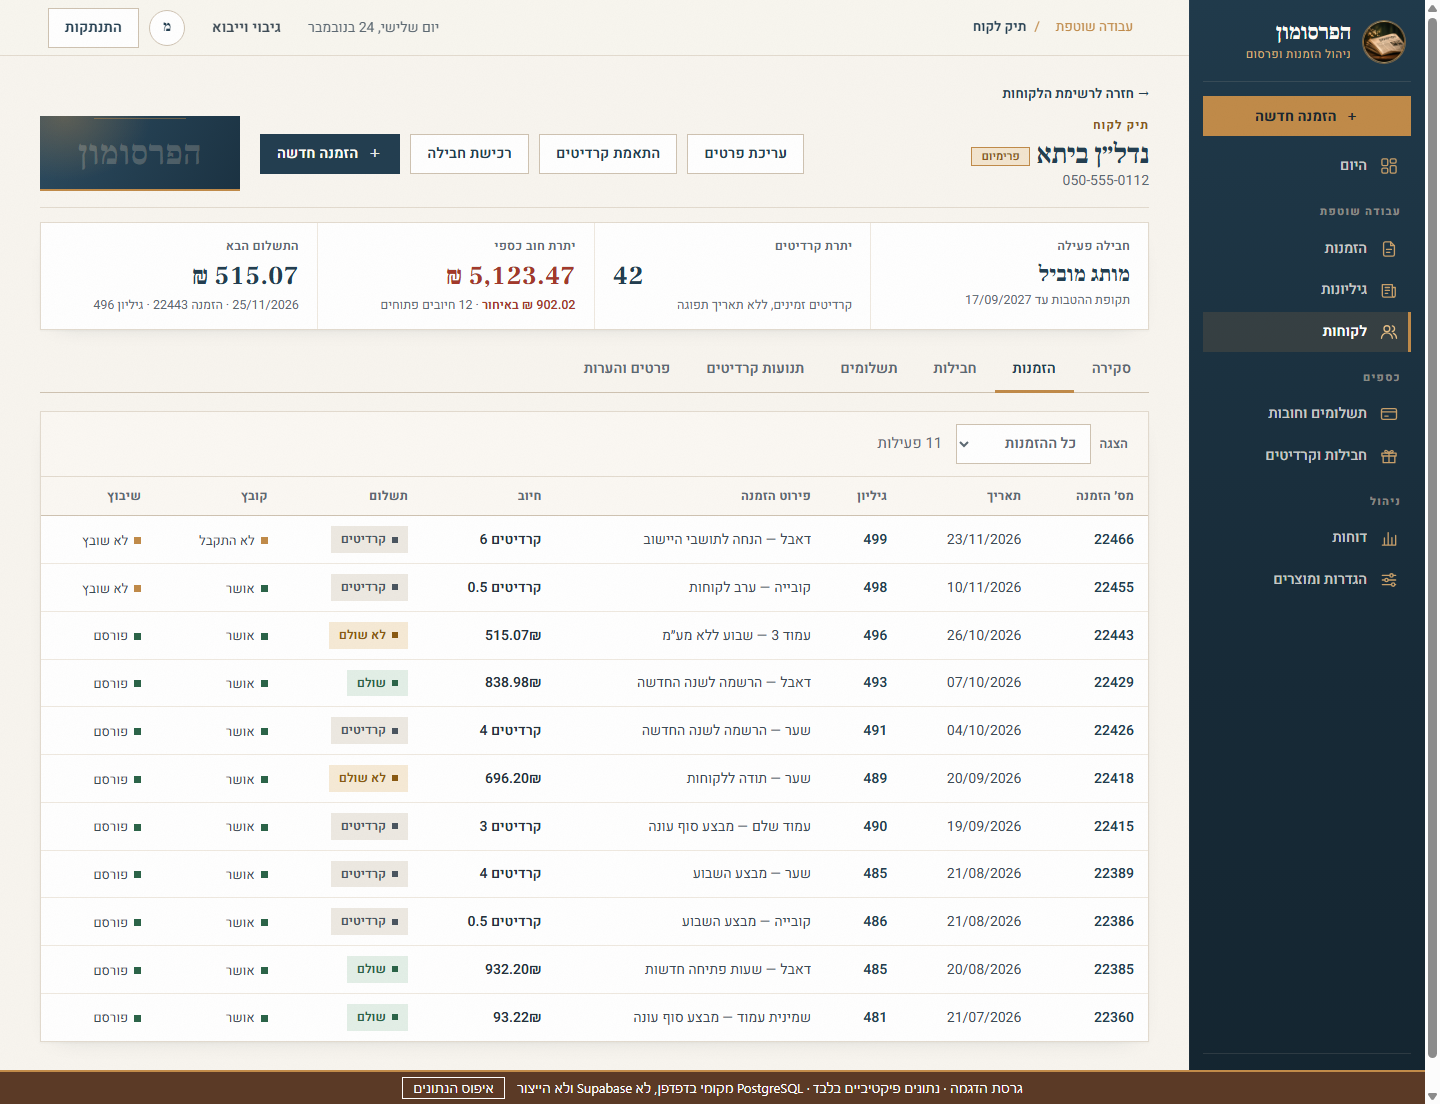 הפרסומון
ניהול הזמנות ופרסום
+ הזמנה חדשה
היום
עבודה שוטפת
הזמנות
גיליונות
לקוחות
כספים
תשלומים וחובות
חבילות וקרדיטים
ניהול
דוחות
הגדרות ומוצרים
עבודה שוטפת / תיק לקוח
יום שלישי, 24 בנובמבר
גיבוי וייבוא
מ
התנתקות
→ חזרה לרשימת הלקוחות
תיק לקוח
נדל״ן ביתא פרימיום
050-555-0112
עריכת פרטים
התאמת קרדיטים
רכישת חבילה
+ הזמנה חדשה
הפרסומון
חבילה פעילה
מותג מוביל
תקופת ההטבות עד 17/09/2027
יתרת קרדיטים
42
קרדיטים זמינים, ללא תאריך תפוגה
יתרת חוב כספי
5,123.47 ₪
902.02 ₪ באיחור · 12 חיובים פתוחים
התשלום הבא
515.07 ₪
25/11/2026 · הזמנה 22443 · גיליון 496
סקירה הזמנות חבילות תשלומים תנועות קרדיטים פרטים והערות
הצגה כל ההזמנות 11 פעילות
מס׳ הזמנה תאריך גיליון פירוט הזמנה חיוב תשלום קובץ שיבוץ
22466 23/11/2026 499 דאבל — הנחה לתושבי היישוב 6 קרדיטים קרדיטים לא התקבל לא שובץ
22455 10/11/2026 498 קובייה — ערב לקוחות 0.5 קרדיטים קרדיטים אושר לא שובץ
22443 26/10/2026 496 עמוד 3 — שבוע ללא מע״מ ₪515.07 לא שולם אושר פורסם
22429 07/10/2026 493 דאבל — הרשמה לשנה החדשה ₪838.98 שולם אושר פורסם
22426 04/10/2026 491 שער — הרשמה לשנה החדשה 4 קרדיטים קרדיטים אושר פורסם
22418 20/09/2026 489 שער — תודה ללקוחות ₪696.20 לא שולם אושר פורסם
22415 19/09/2026 490 עמוד שלם — מבצע סוף עונה 3 קרדיטים קרדיטים אושר פורסם
22389 21/08/2026 485 שער — מבצע השבוע 4 קרדיטים קרדיטים אושר פורסם
22386 21/08/2026 486 קובייה — מבצע השבוע 0.5 קרדיטים קרדיטים אושר פורסם
22385 20/08/2026 485 דאבל — שעות פתיחה חדשות ₪932.20 שולם אושר פורסם
22360 21/07/2026 481 שמינית עמוד — מבצע סוף עונה ₪93.22 שולם אושר פורסם
גרסת הדגמה · נתונים פיקטיביים בלבד · PostgreSQL מקומי בדפדפן, לא Supabase ולא הייצור
איפוס הנתונים